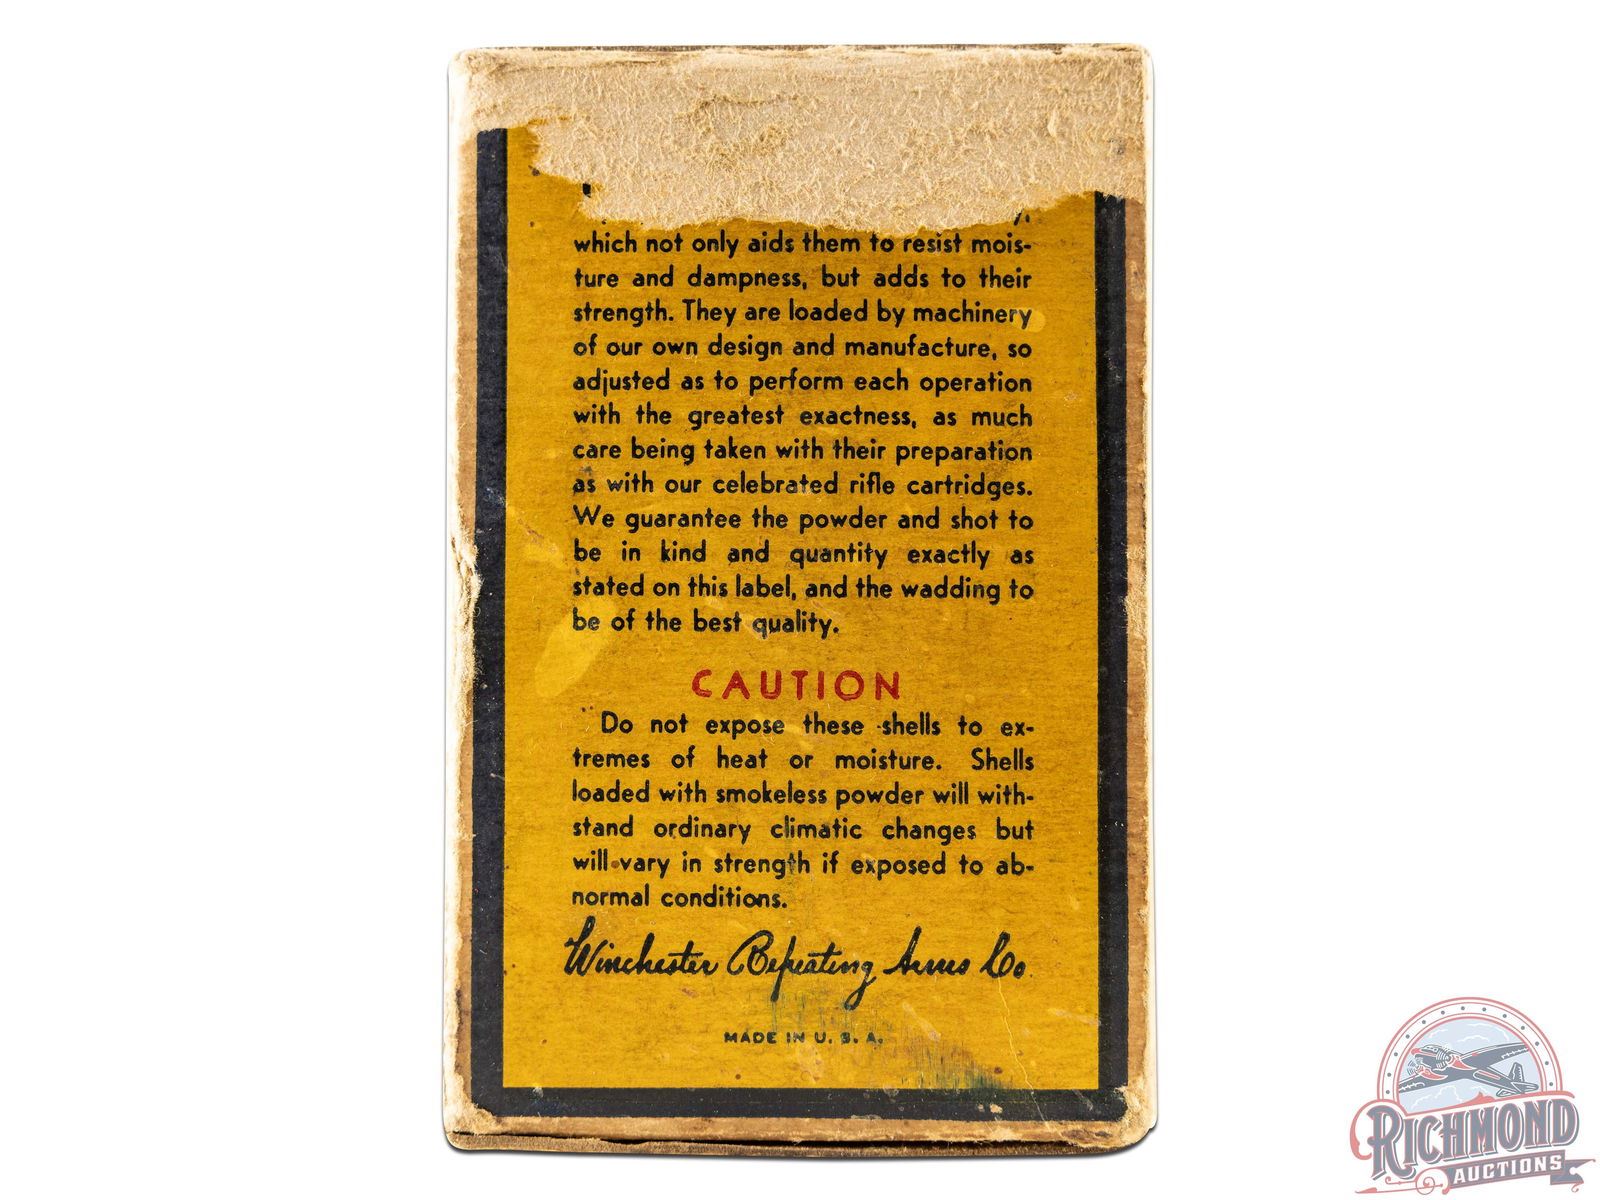 which not only aids them to resist mois-
ture and dampness, but adds to their
strength. They are loaded by machinery
of our own design and manufacture, so
adjusted as to perform each operation
with the greatest exactness, as much
care being taken with their preparation
as with our celebrated rifle cartridges.
We guarantee the powder and shot to
be in kind and quantity exactly as
stated on this label, and the wadding to
be of the best quality.
CAUTION
Do not expose these shells to ex-
tremes of heat or moisture. Shells
loaded with smokeless powder will with-
stand ordinary climatic changes but
will vary in strength if exposed to ab-
normal conditions.
Winchester Repeating Arms Co
MADE IN U. S. A.
RICHMOND
AUCTIONS